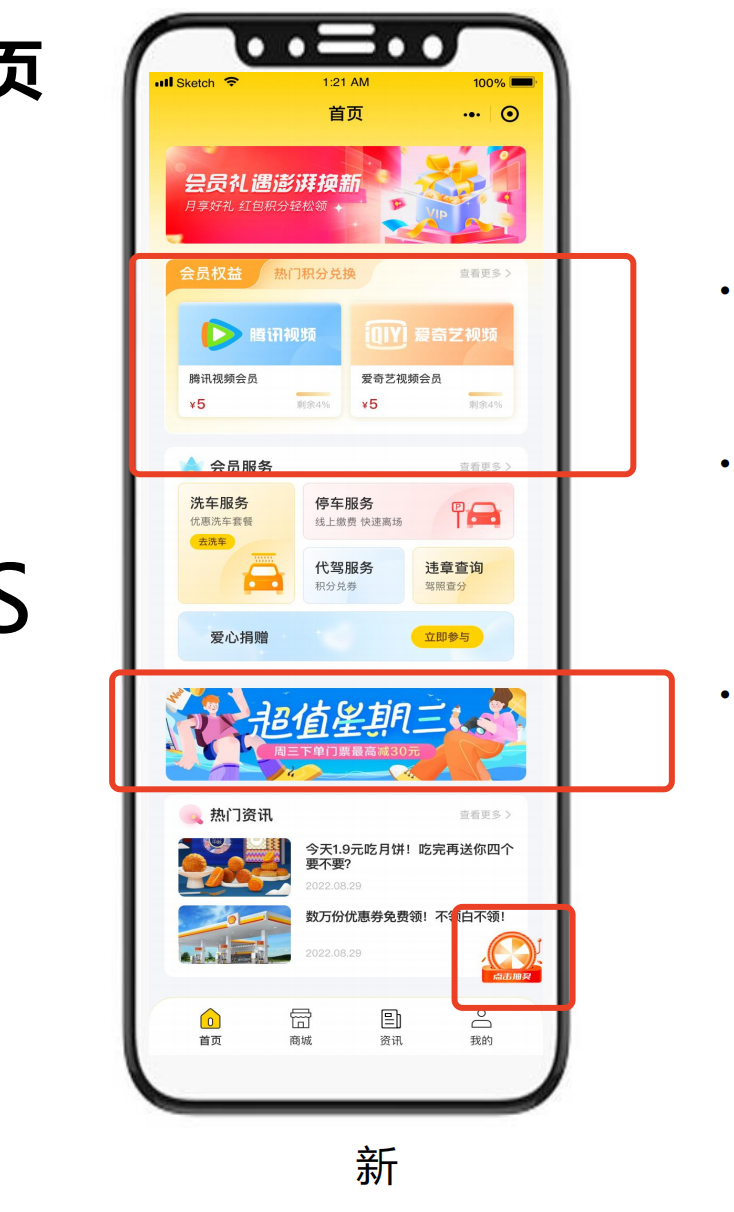 页
Sketch 1:21 AM 100%
首页
会员礼遇澎湃换新
月享好礼 红包积分轻松领
VIP
会员权益 热门积分兑换 查看更多
腾讯视频 iQIYI 爱奇艺视频
腾讯视频会员 爱奇艺视频会员
¥5 剩余4% ¥5 剩余4%
会员服务 查看更多
洗车服务
优惠洗车套餐
去洗车
P
停车服务
线上缴费 快速离场
代驾服务
积分兑券
违章查询
驾照查分
爱心捐赠 立即参与
S
Wed
超值星期三
周三下单门票最高减30元
热门资讯 查看更多
今天1.9元吃月饼！吃完再送你四个
要不要?
2022.08.29
数万份优惠券免费领！不领白不领!
2022.08.29
点击抽奖
首页 商城 资讯 我的
新